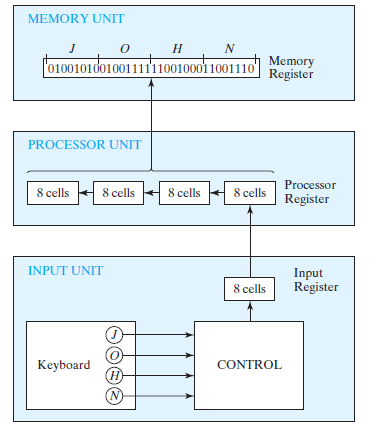 MEMORY UNIT
J O H N
01001010010011111100100011001110
Memory
Register
PROCESSOR UNIT
8 cells 8 cells 8 cells 8 cells
Processor
Register
INPUT UNIT
8 cells
Input
Register
J
O
Keyboard
H
N
CONTROL